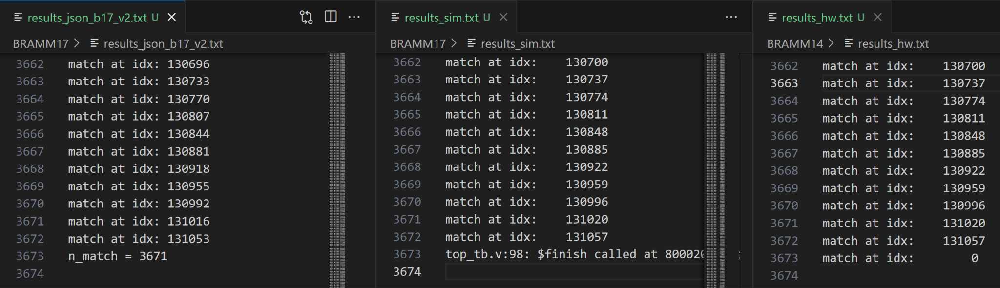 results_json_b17_v2.txt U
BRAMM17 > results_json_b17_v2.txt
3662 match at idx: 130696
3663 match at idx: 130733
3664 match at idx: 130770
3665 match at idx: 130807
3666 match at idx: 130844
3667 match at idx: 130881
3668 match at idx: 130918
3669 match at idx: 130955
3670 match at idx: 130992
3671 match at idx: 131016
3672 match at idx: 131053
3673 n_match = 3671
3674
results_sim.txt U
BRAMM17 > results_sim.txt
3662 match at idx: 130700
3663 match at idx: 130737
3664 match at idx: 130774
3665 match at idx: 130811
3666 match at idx: 130848
3667 match at idx: 130885
3668 match at idx: 130922
3669 match at idx: 130959
3670 match at idx: 130996
3671 match at idx: 131020
3672 match at idx: 131057
3673 top_tb.v:98: $finish called at 800020
3674
results_hw.txt U
BRAMM14 > results_hw.txt
3662 match at idx: 130700
3663 match at idx: 130737
3664 match at idx: 130774
3665 match at idx: 130811
3666 match at idx: 130848
3667 match at idx: 130885
3668 match at idx: 130922
3669 match at idx: 130959
3670 match at idx: 130996
3671 match at idx: 131020
3672 match at idx: 131057
3673 match at idx: 0
3674